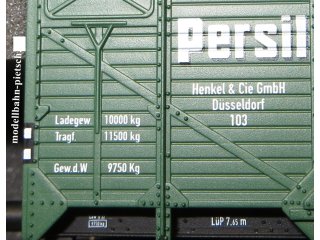 modellbahn-pietsch
Persil
Henkel & Cie GmbH
Düsseldorf
103
Ladegew. 10000 kg
Tragf. 11500 kg
Gew.d.W 9750 Kg
LüP 7,65 m